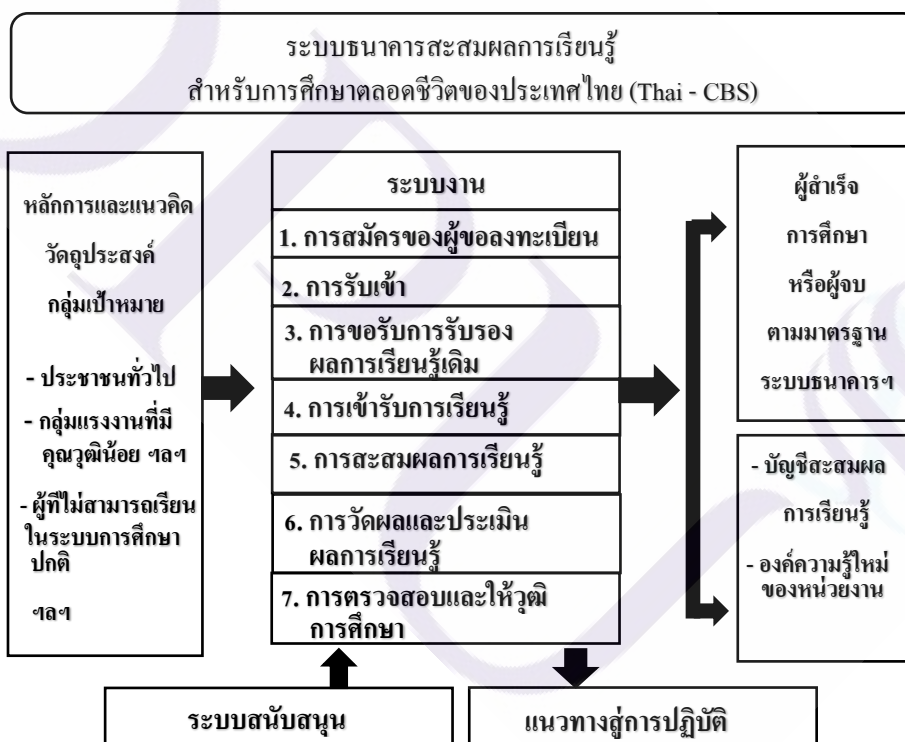 ระบบธนาคารสะสมผลการเรียนรู้
สำหรับการศึกษาตลอดชีวิตของประเทศไทย (Thai - CBS)
หลักการและแนวคิด
วัตถุประสงค์
กลุ่มเป้าหมาย
- ประชาชนทั่วไป
- กลุ่มแรงงานที่มี
คุณวุฒิน้อย ฯลฯ
- ผู้ที่ไม่สามารถเรียน
ในระบบการศึกษา
ปกติ
ฯลฯ
ระบบงาน
1. การสมัครของผู้ขอลงทะเบียน
2. การรับเข้า
3. การขอรับการรับรอง
ผลการเรียนรู้เดิม
4. การเข้ารับการเรียนรู้
5. การสะสมผลการเรียนรู้
6. การวัดผลและประเมิน
ผลการเรียนรู้
7. การตรวจสอบและให้วุฒิ
การศึกษา
ผู้สำเร็จ
การศึกษา
หรือผู้จบ
ตามมาตรฐาน
ระบบธนาคารฯ
- บัญชีสะสมผล
การเรียนรู้
- องค์ความรู้ใหม่
ของหน่วยงาน
ระบบสนับสนุน
แนวทางสู่การปฏิบัติ